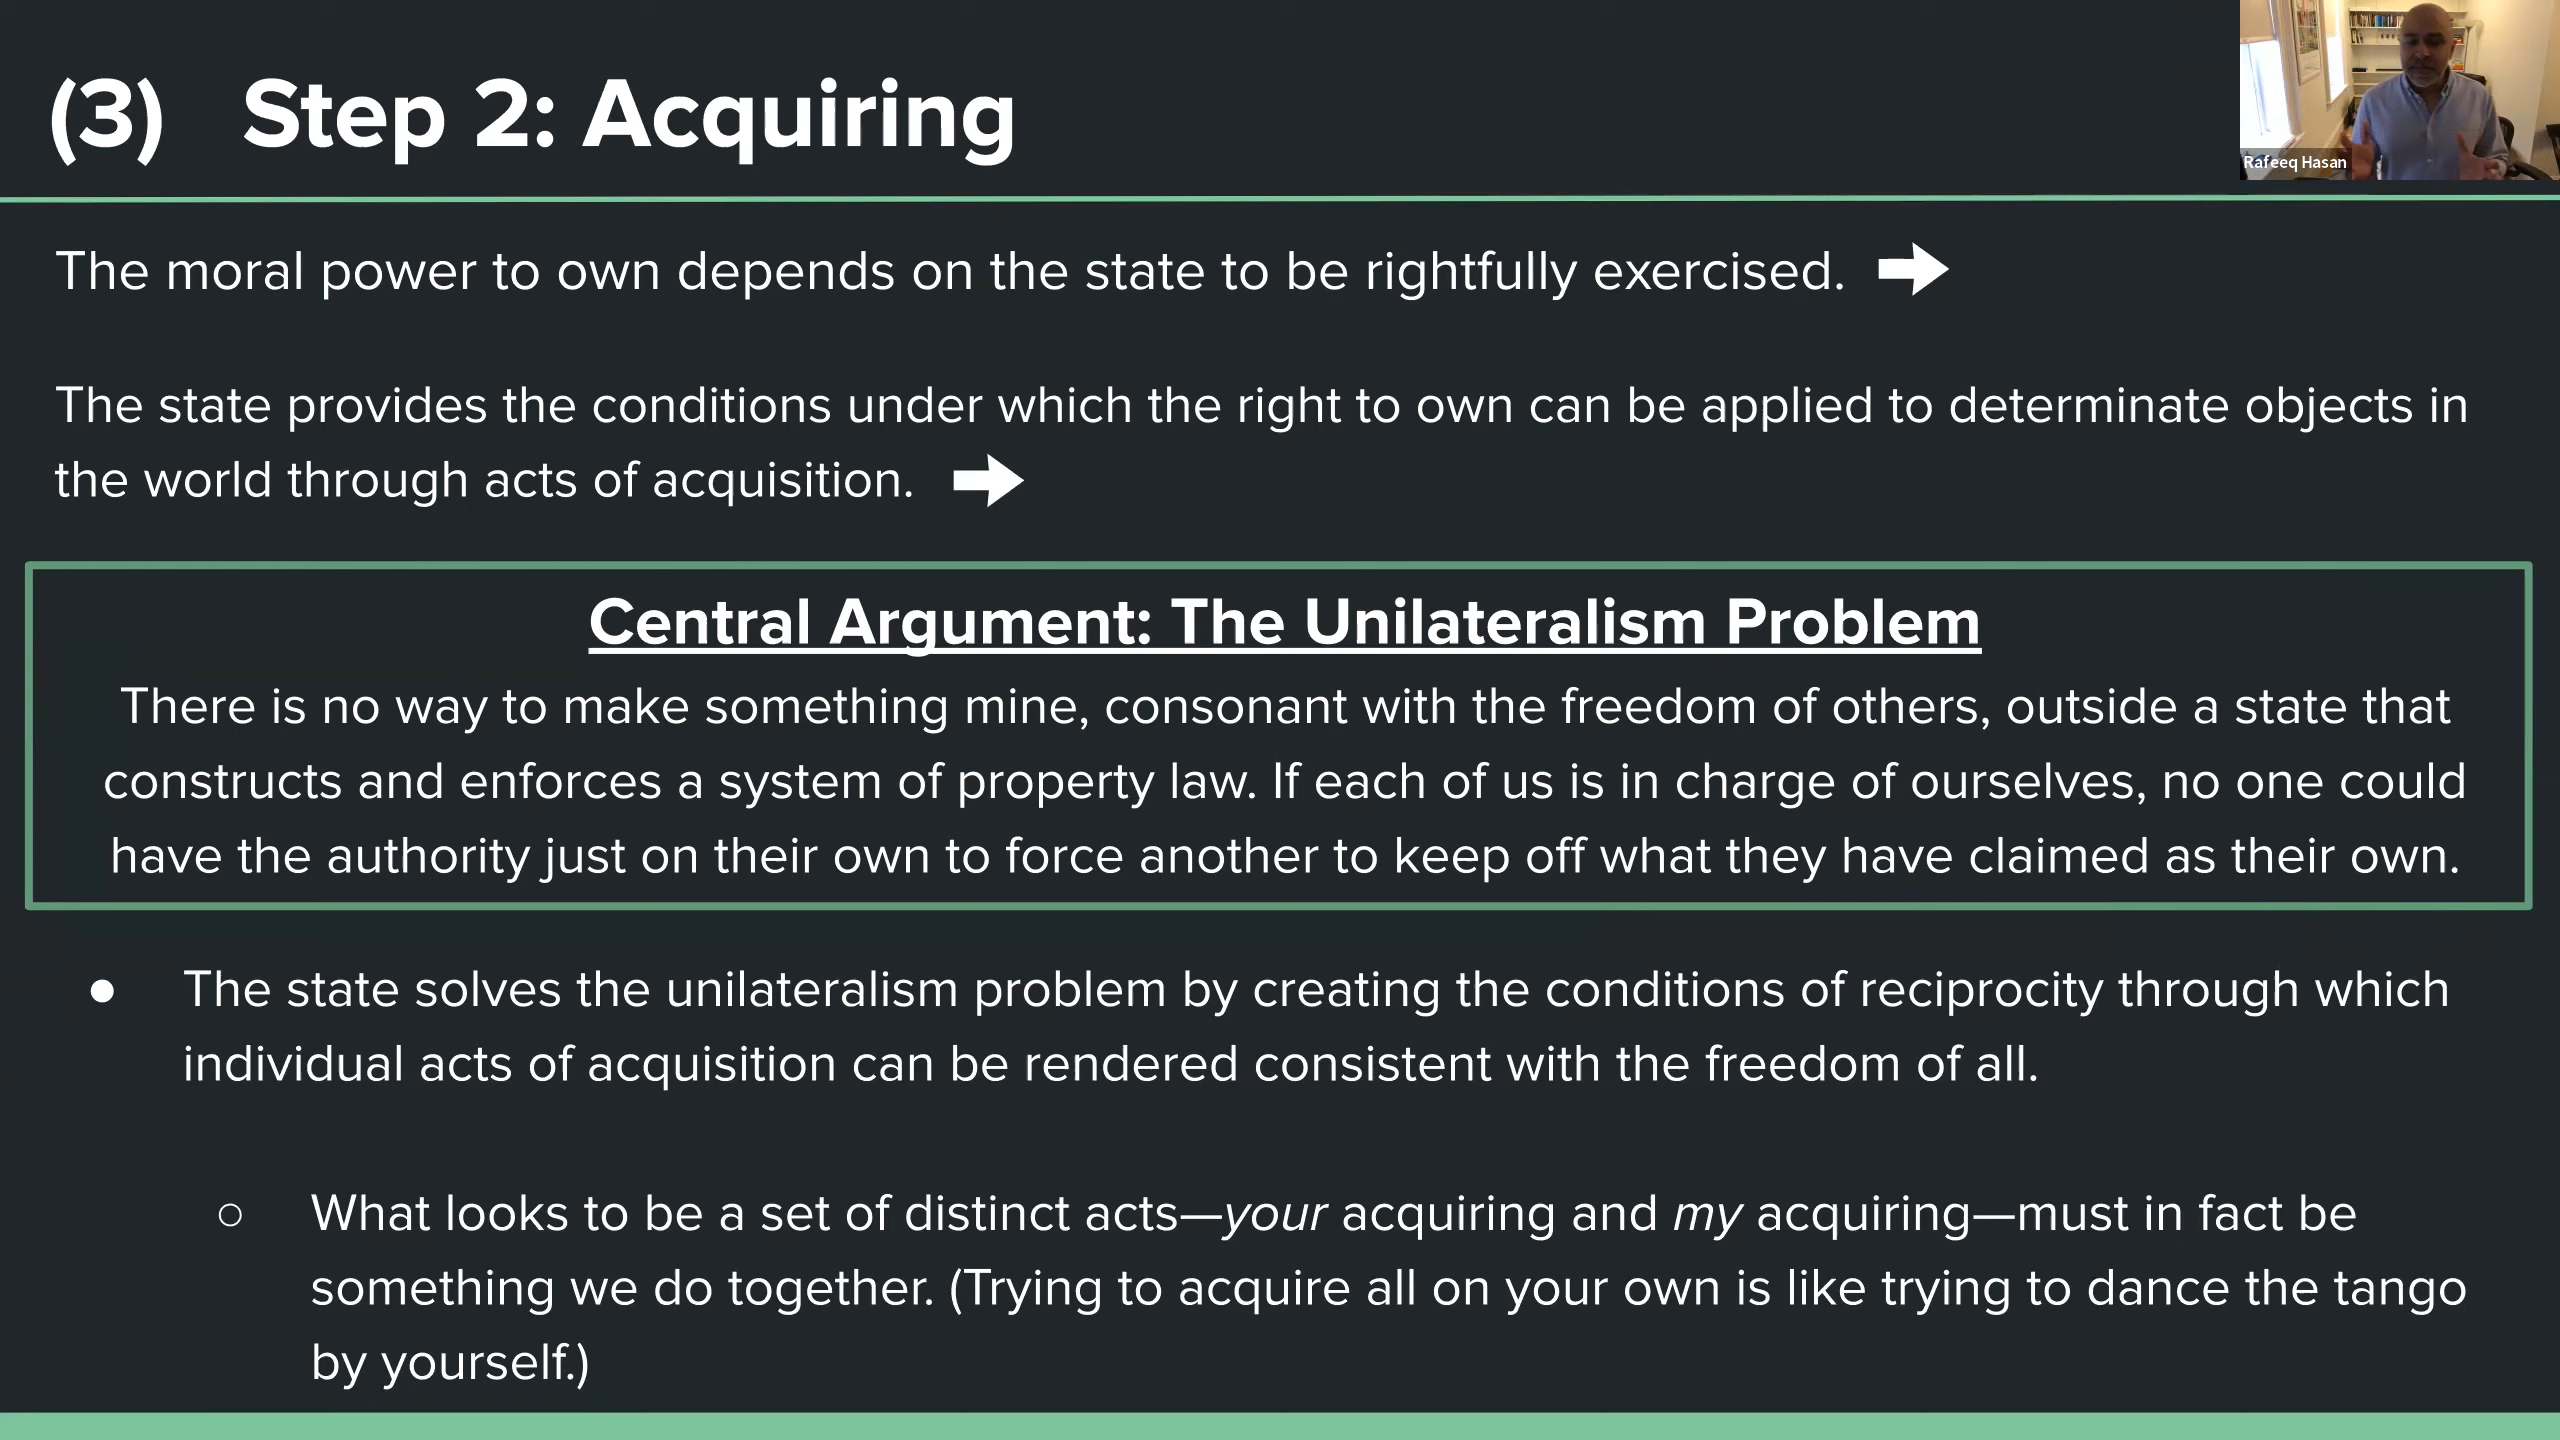 (3) Step 2: Acquiring
Rafeeq Hasan
The moral power to own depends on the state to be rightfully exercised.
The state provides the conditions under which the right to own can be applied to determinate objects in
the world through acts of acquisition.
Central Argument: The Unilateralism Problem
There is no way to make something mine, consonant with the freedom of others, outside a state that
constructs and enforces a system of property law. If each of us is in charge of ourselves, no one could
have the authority just on their own to force another to keep off what they have claimed as their own.
● The state solves the unilateralism problem by creating the conditions of reciprocity through which
individual acts of acquisition can be rendered consistent with the freedom of all.
○ What looks to be a set of distinct acts—your acquiring and my acquiring—must in fact be
something we do together. (Trying to acquire all on your own is like trying to dance the tango
by yourself.)